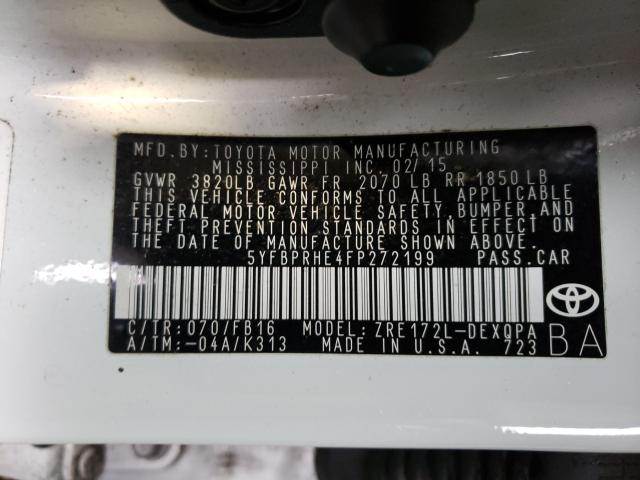 MFD.BY:TOYOTA MOTOR MANUFACTURING
MISSISSIPPI INC. 02/15
GVWR 3820LB GAWR FR 2070 LB RR 1850 LB
THIS VEHICLE CONFORMS TO ALL APPLICABLE
FEDERAL MOTOR VEHICLE SAFETY, BUMPER, AND
THEFT PREVENTION STANDARDS IN EFFECT ON
THE DATE OF MANUFACTURE SHOWN ABOVE.
5YFBPRHE4FP272199 PASS.CAR
C/TR:070/FB16 MODEL: ZRE172L-DEXQPA
A/TM:-04A/K313 MADE IN U.S.A. 723 BA